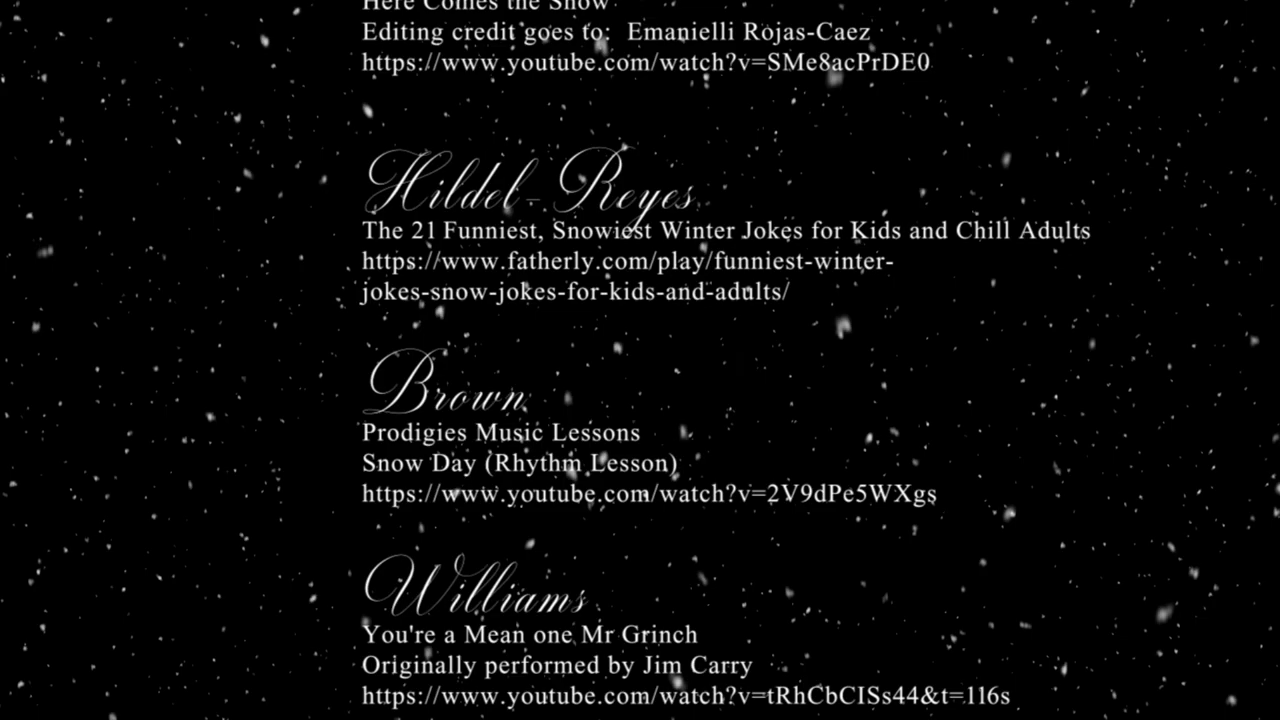 Here Comes the Snow
Editing credit goes to: Emanielli Rojas-Caez
https://www.youtube.com/watch?v=SMe8acPrDE0
Hildel-Reyes
The 21 Funniest, Snowiest Winter Jokes for Kids and Chill Adults
https://www.fatherly.com/play/funniest-winter-
jokes-snow-jokes-for-kids-and-adults/
Brown
Prodigies Music Lessons
Snow Day (Rhythm Lesson)
https://www.youtube.com/watch?v=2V9dPe5WXgs
Williams
You're a Mean one Mr Grinch
Originally performed by Jim Carry
https://www.youtube.com/watch?v=tRhCbCISs44&t=116s